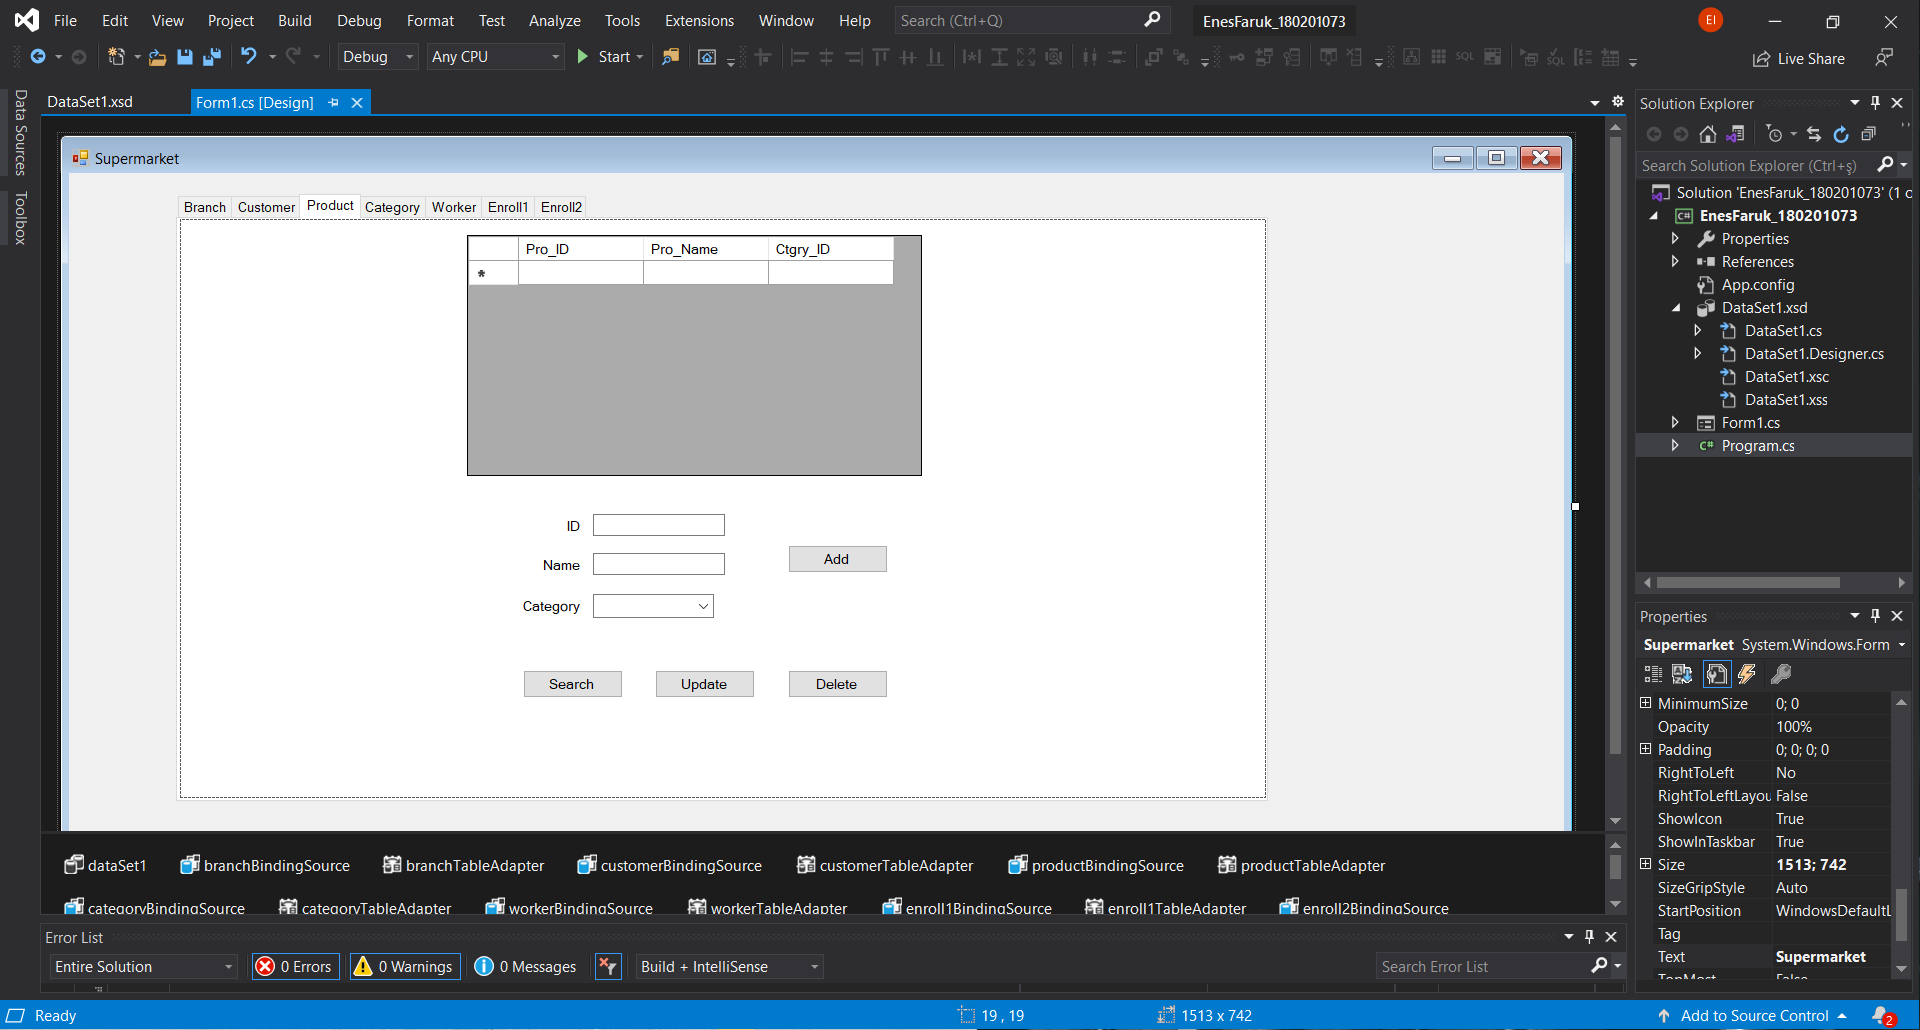 File Edit View Project Build Debug Format Test Analyze Tools Extensions Window Help Search (Ctrl+Q) EnesFaruk_180201073 EI
Debug Any CPU Start Live Share
Data Sources
Toolbox
DataSet1.xsd Form1.cs [Design]
Supermarket
Branch Customer Product Category Worker Enroll1 Enroll2
Pro_ID Pro_Name Ctgry_ID
*
ID
Name
Add
Category
Search Update Delete
dataSet1 branchBindingSource branchTableAdapter customerBindingSource customerTableAdapter productBindingSource productTableAdapter
categoryBindingSource categoryTableAdapter workerBindingSource workerTableAdapter enroll1BindingSource enroll1TableAdapter enroll2BindingSource
Error List
Entire Solution 0 Errors 0 Warnings 0 Messages Build + IntelliSense Search Error List
Solution Explorer
Search Solution Explorer (Ctrl+ş)
Solution 'EnesFaruk_180201073' (1 o
EnesFaruk_180201073
Properties
References
App.config
DataSet1.xsd
DataSet1.cs
DataSet1.Designer.cs
DataSet1.xsc
DataSet1.xss
Form1.cs
Program.cs
Properties
Supermarket System.Windows.Form
MinimumSize 0; 0
Opacity 100%
Padding 0; 0; 0; 0
RightToLeft No
RightToLeftLayou False
ShowIcon True
ShowInTaskbar True
Size 1513; 742
SizeGripStyle Auto
StartPosition WindowsDefaultL
Tag
Text Supermarket
TopMost False
Ready 19 , 19 1513 x 742 Add to Source Control 2